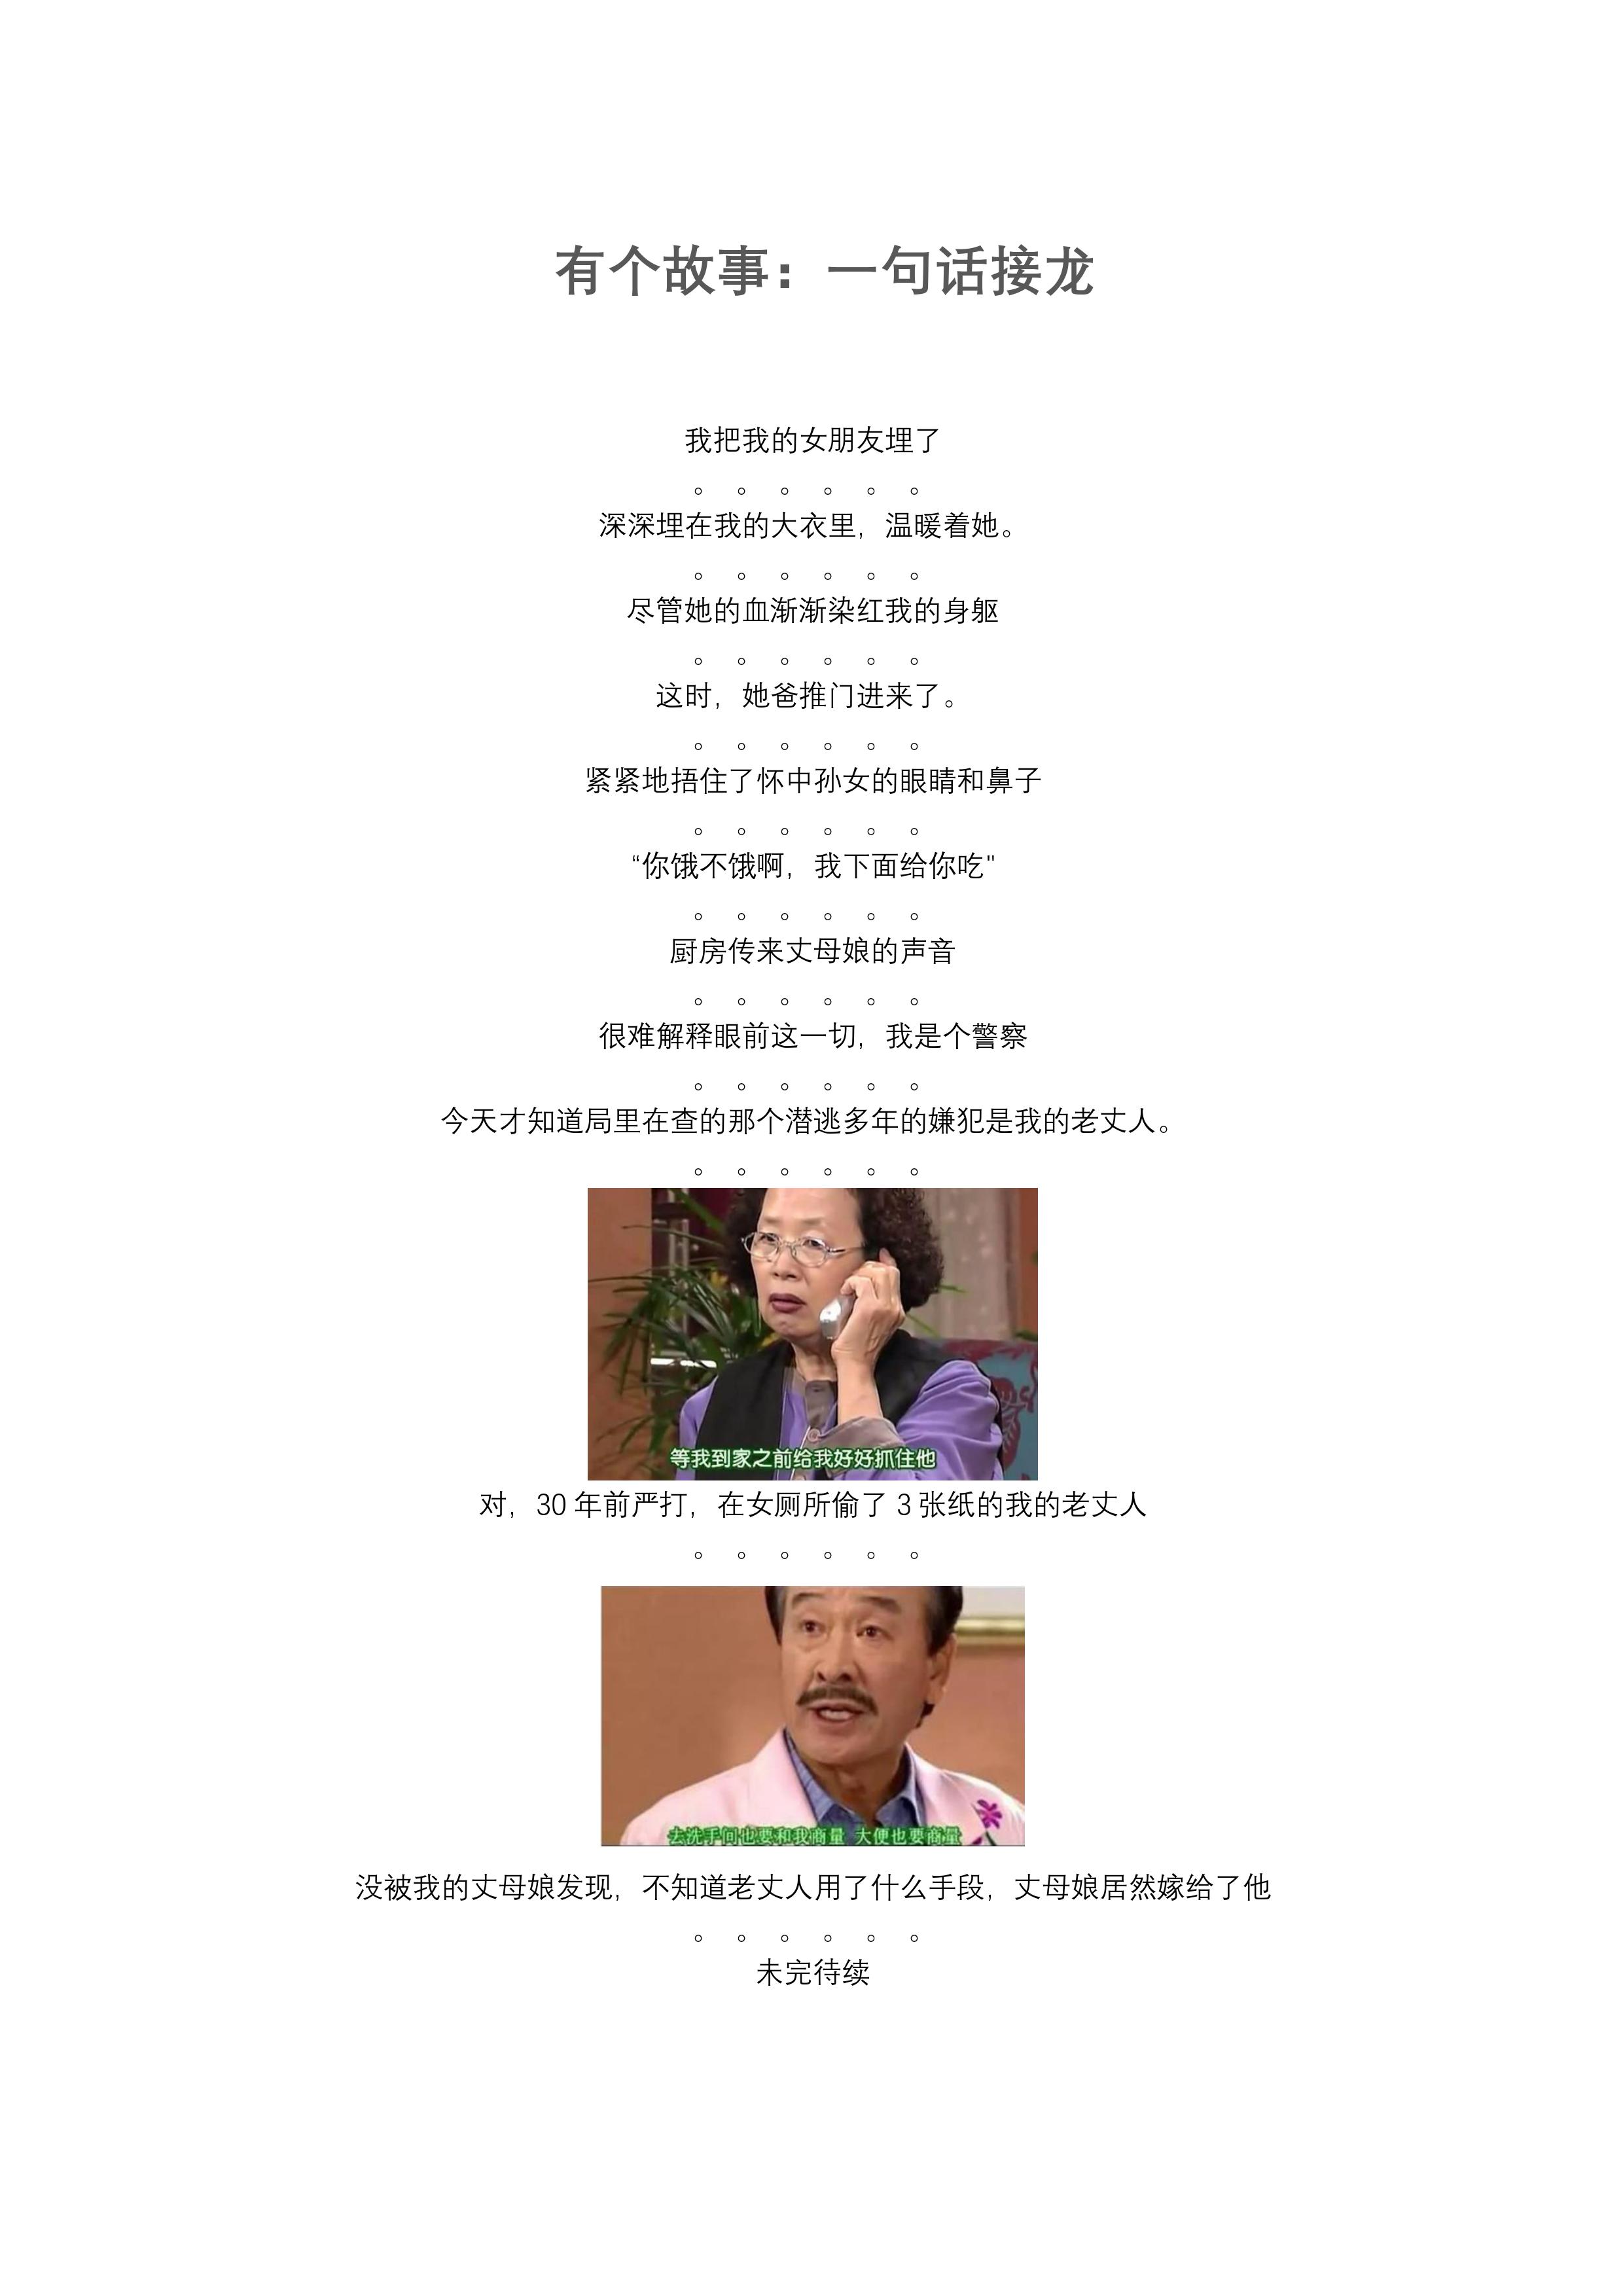 有个故事：一句话接龙
我把我的女朋友埋了
。。。。。。
深深埋在我的大衣里，温暖着她。
。。。。。。
尽管她的血渐渐染红我的身躯
。。。。。。
这时，她爸推门进来了。
。。。。。。
紧紧地捂住了怀中孙女的眼睛和鼻子
。。。。。。
“你饿不饿啊，我下面给你吃"
。。。。。。
厨房传来丈母娘的声音
。。。。。。
很难解释眼前这一切，我是个警察
。。。。。。
今天才知道局里在查的那个潜逃多年的嫌犯是我的老丈人。
。。。。。。
等我到家之前给我好好抓住他
对，30 年前严打，在女厕所偷了 3 张纸的我的老丈人
。。。。。。
去洗手间也要和我商量 大便也要商量
没被我的丈母娘发现，不知道老丈人用了什么手段，丈母娘居然嫁给了他
。。。。。。
未完待续